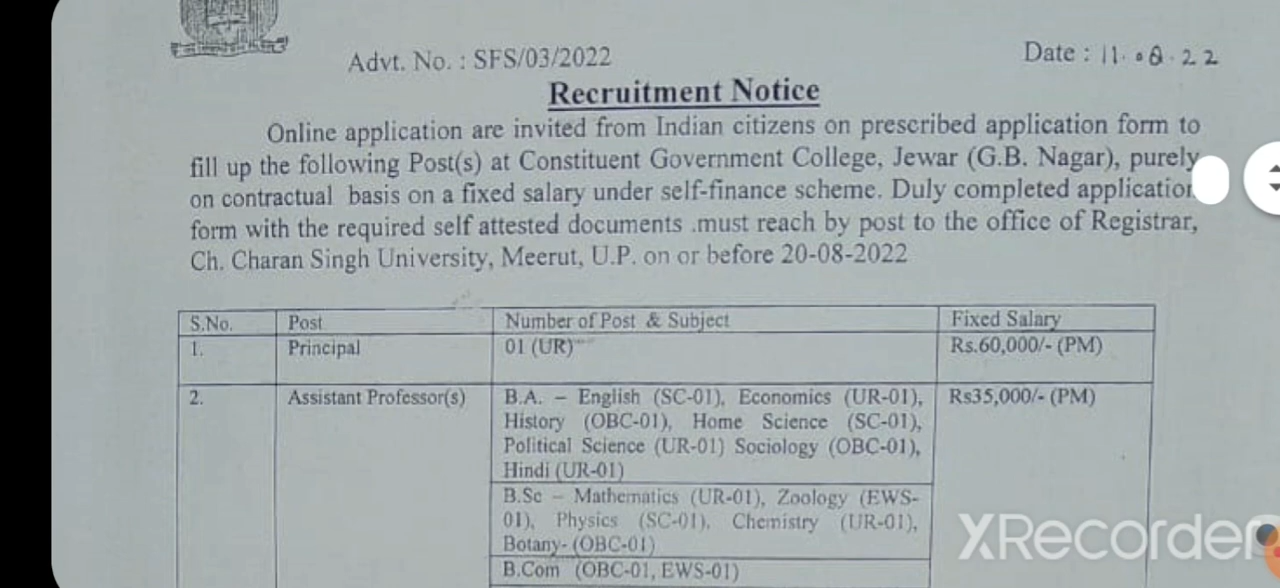 Advt. No. : SFS/03/2022
Date : 11.08.22
Recruitment Notice
Online application are invited from Indian citizens on prescribed application form to
fill up the following Post(s) at Constituent Government College, Jewar (G.B. Nagar), purely
on contractual basis on a fixed salary under self-finance scheme. Duly completed application
form with the required self attested documents .must reach by post to the office of Registrar,
Ch. Charan Singh University, Meerut, U.P. on or before 20-08-2022
S.No. Post Number of Post & Subject Fixed Salary
1. Principal 01 (UR) Rs.60,000/- (PM)
2. Assistant Professor(s) B.A. – English (SC-01), Economics (UR-01), Rs35,000/- (PM)
History (OBC-01), Home Science (SC-01),
Political Science (UR-01) Sociology (OBC-01),
Hindi (UR-01)
B.Sc – Mathematics (UR-01), Zoology (EWS-
01), Physics (SC-01), Chemistry (UR-01),
Botany- (OBC-01)
B.Com (OBC-01, EWS-01)
XRecorder